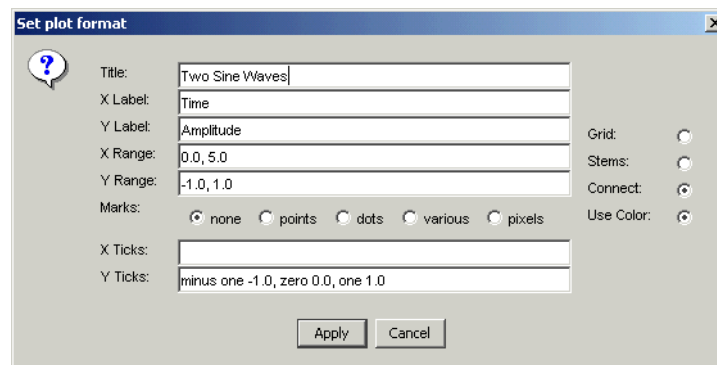 Set plot format
?
Title: Two Sine Waves
X Label: Time
Y Label: Amplitude
X Range: 0.0, 5.0
Y Range: -1.0, 1.0
Marks: none points dots various pixels
X Ticks:
Y Ticks: minus one -1.0, zero 0.0, one 1.0
Grid:
Stems:
Connect:
Use Color:
Apply Cancel